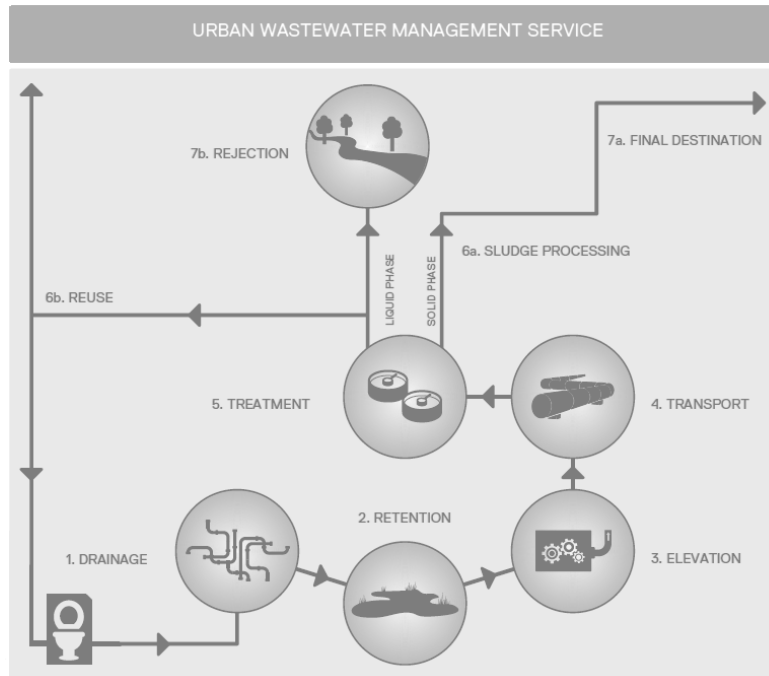 URBAN WASTEWATER MANAGEMENT SERVICE
7b. REJECTION
7a. FINAL DESTINATION
6a. SLUDGE PROCESSING
LIQUID PHASE
SOLID PHASE
6b. REUSE
5. TREATMENT
4. TRANSPORT
2. RETENTION
1. DRAINAGE
3. ELEVATION